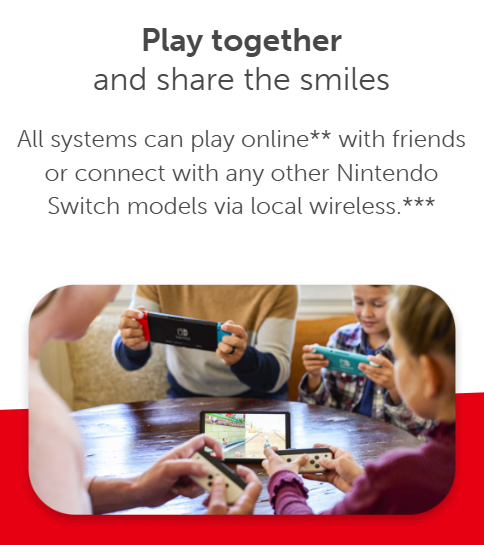 Play together
and share the smiles
All systems can play online** with friends
or connect with any other Nintendo
Switch models via local wireless.***